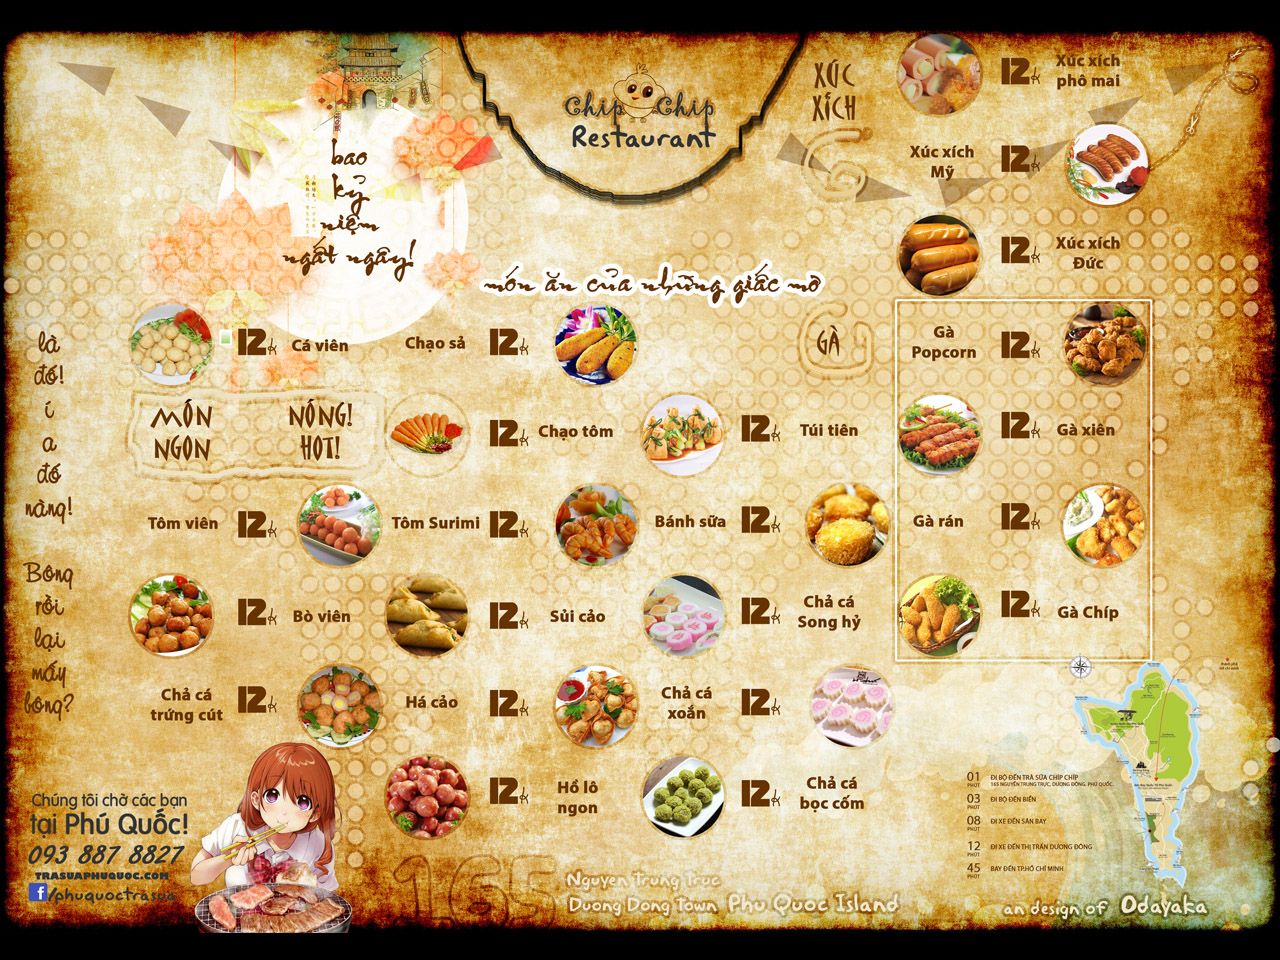 Chip Chip
Restaurant
bao
kỷ
niệm
ngất ngây!
món ăn của những giấc mơ
XÚC
XÍCH
12k
Xúc xích
phô mai
Xúc xích
Mỹ
12k
12k
Xúc xích
Đức
là
đó!
í
a
đó
nàng!
Bông
rồi
lại
mấy
bông?
12k
Cá viên
Chạo sả
12k
GÀ
Gà
Popcorn
12k
MÓN
NGON
NÓNG!
HOT!
12k
Chạo tôm
12k
Túi tiên
12k
Gà xiên
Tôm viên
12k
Tôm Surimi
12k
Bánh sữa
12k
Gà rán
12k
12k
Bò viên
12k
Sủi cảo
12k
Chả cá
Song hỷ
12k
Gà Chíp
Chả cá
trứng cút
12k
Há cảo
12k
Chả cá
xoắn
12k
12k
Hồ lô
ngon
12k
Chả cá
bọc cốm
Chúng tôi chờ các bạn
tại Phú Quốc!
093 887 8827
TRASUAPHUQUOC.COM
f/phuquoctrasua
165
Nguyen Trung Truc
Duong Dong Town Phu Quoc Island
01 PHÚT ĐI BỘ ĐẾN TRÀ SỮA CHÍP CHÍP
165 NGUYỄN TRUNG TRỰC, DƯƠNG ĐÔNG, PHÚ QUỐC
03 PHÚT ĐI BỘ ĐẾN BIỂN
08 PHÚT ĐI XE ĐẾN SÂN BAY
12 PHÚT ĐI XE ĐẾN THỊ TRẤN DƯƠNG ĐÔNG
45 PHÚT BAY ĐẾN TP.HỒ CHÍ MINH
an design of Odayaka